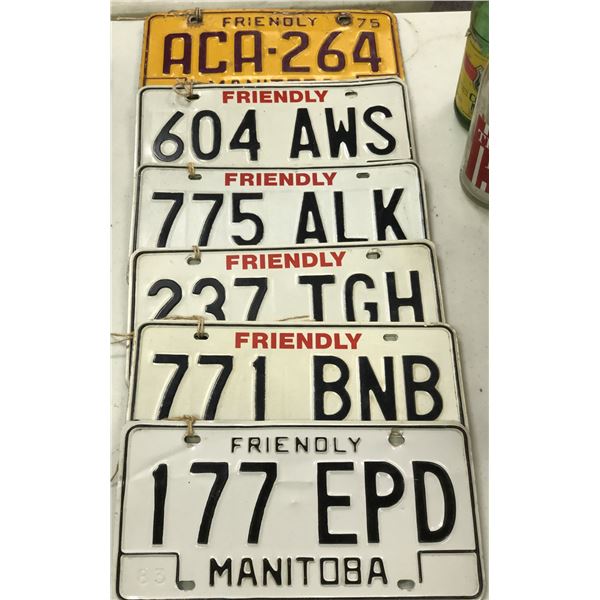 FRIENDLY 75
ACA·264
MANITOBA
FRIENDLY
604 AWS
FRIENDLY
775 ALK
FRIENDLY
237 TGH
FRIENDLY
771 BNB
FRIENDLY
177 EPD
83 MANITOBA